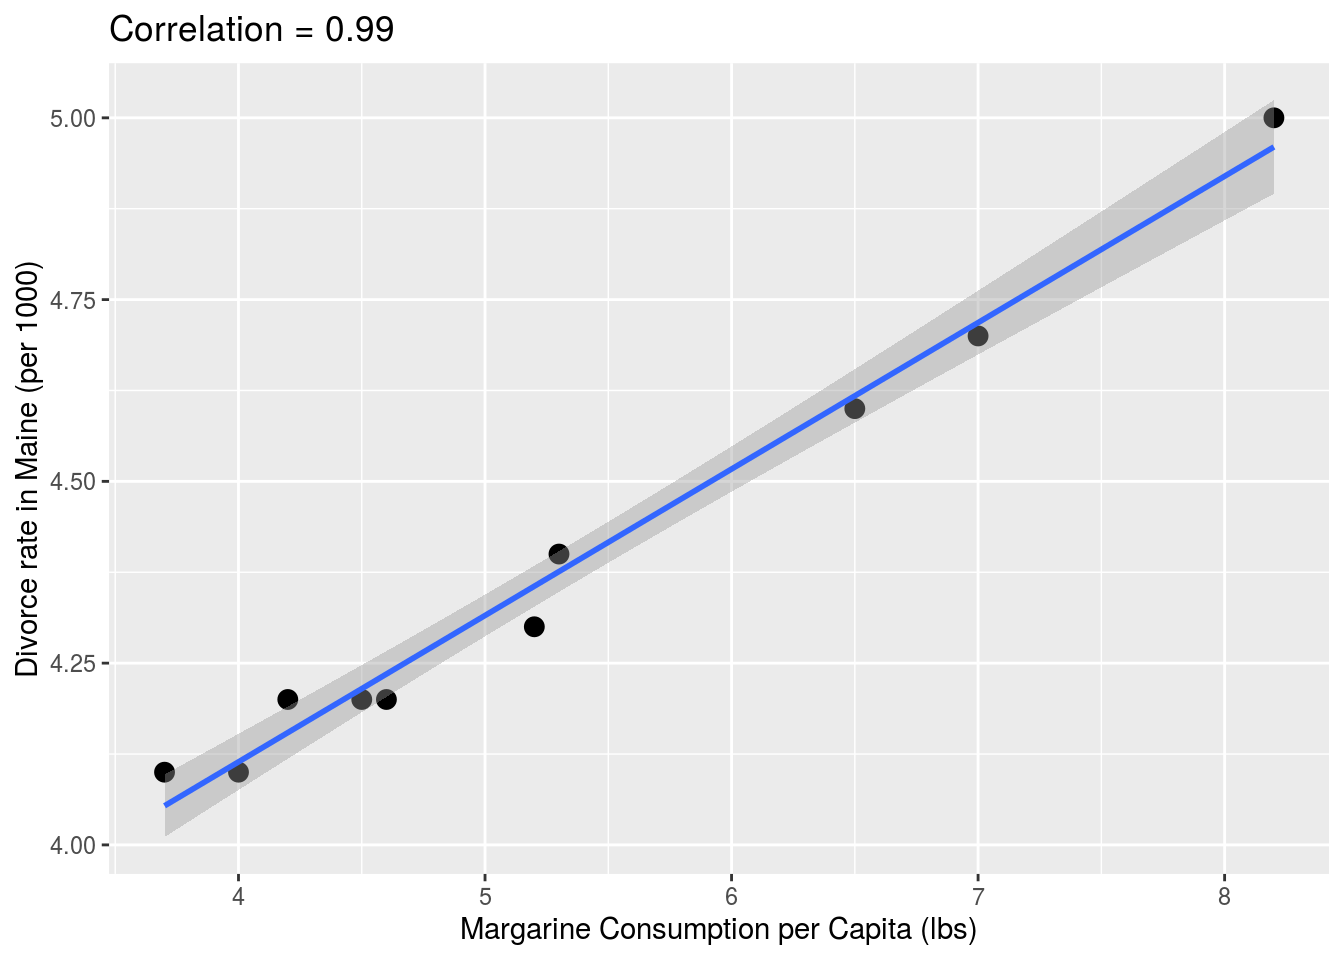 Correlation = 0.99
Divorce rate in Maine (per 1000)
5.00
4.75
4.50
4.25
4.00
4 5 6 7 8
Margarine Consumption per Capita (lbs)